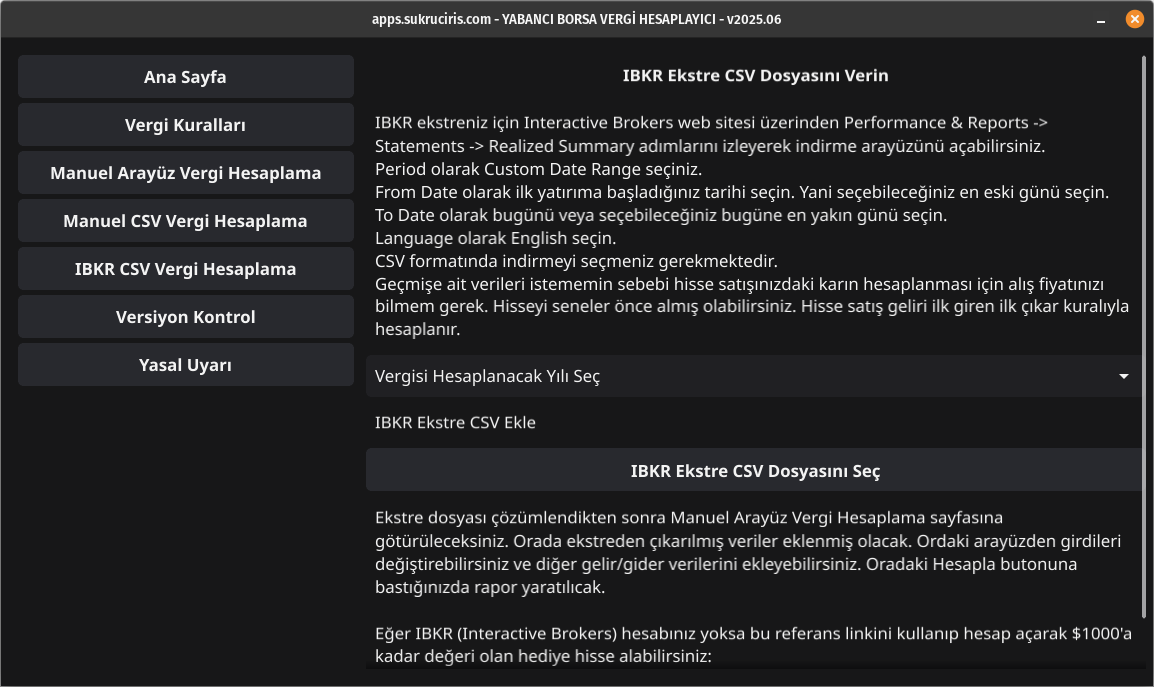 apps.sukruciris.com - YABANCI BORSA VERGİ HESAPLAYICI - v2025.06
Ana Sayfa
Vergi Kuralları
Manuel Arayüz Vergi Hesaplama
Manuel CSV Vergi Hesaplama
IBKR CSV Vergi Hesaplama
Versiyon Kontrol
Yasal Uyarı
IBKR Ekstre CSV Dosyasını Verin
IBKR ekstreniz için Interactive Brokers web sitesi üzerinden Performance & Reports ->
Statements -> Realized Summary adımlarını izleyerek indirme arayüzünü açabilirsiniz.
Period olarak Custom Date Range seçiniz.
From Date olarak ilk yatırıma başladığınız tarihi seçin. Yani seçebileceğiniz en eski günü seçin.
To Date olarak bugünü veya seçebileceğiniz bugüne en yakın günü seçin.
Language olarak English seçin.
CSV formatında indirmeyi seçmeniz gerekmektedir.
Geçmişe ait verileri istememin sebebi hisse satışınızdaki karın hesaplanması için alış fiyatınızı
bilmem gerek. Hisseyi seneler önce almış olabilirsiniz. Hisse satış geliri ilk giren ilk çıkar kuralıyla
hesaplanır.
Vergisi Hesaplanacak Yılı Seç
IBKR Ekstre CSV Ekle
IBKR Ekstre CSV Dosyasını Seç
Ekstre dosyası çözümlendikten sonra Manuel Arayüz Vergi Hesaplama sayfasına
götürüleceksiniz. Orada ekstreden çıkarılmış veriler eklenmiş olacak. Ordaki arayüzden girdileri
değiştirebilirsiniz ve diğer gelir/gider verilerini ekleyebilirsiniz. Oradaki Hesapla butonuna
bastığınızda rapor yaratılıcak.
Eğer IBKR (Interactive Brokers) hesabınız yoksa bu referans linkini kullanıp hesap açarak $1000'a
kadar değeri olan hediye hisse alabilirsiniz: